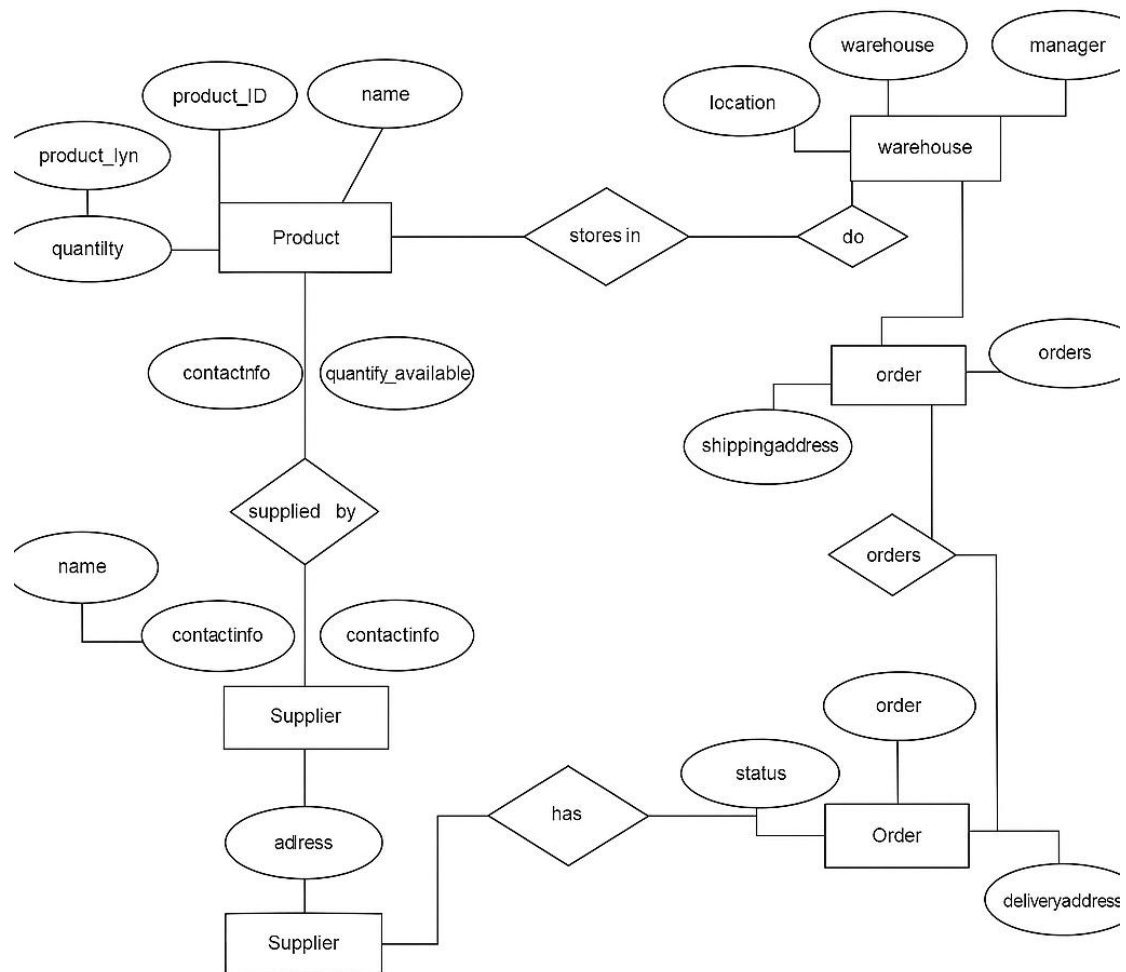 warehouse
manager
product_ID
name
location
product_lyn
warehouse
quantilty
Product
stores in
do
contactnfo
quantify_available
order
orders
shippingaddress
supplied by
orders
name
contactinfo
contactinfo
Supplier
order
status
has
adlress
Order
deliveryaddress
Supplier